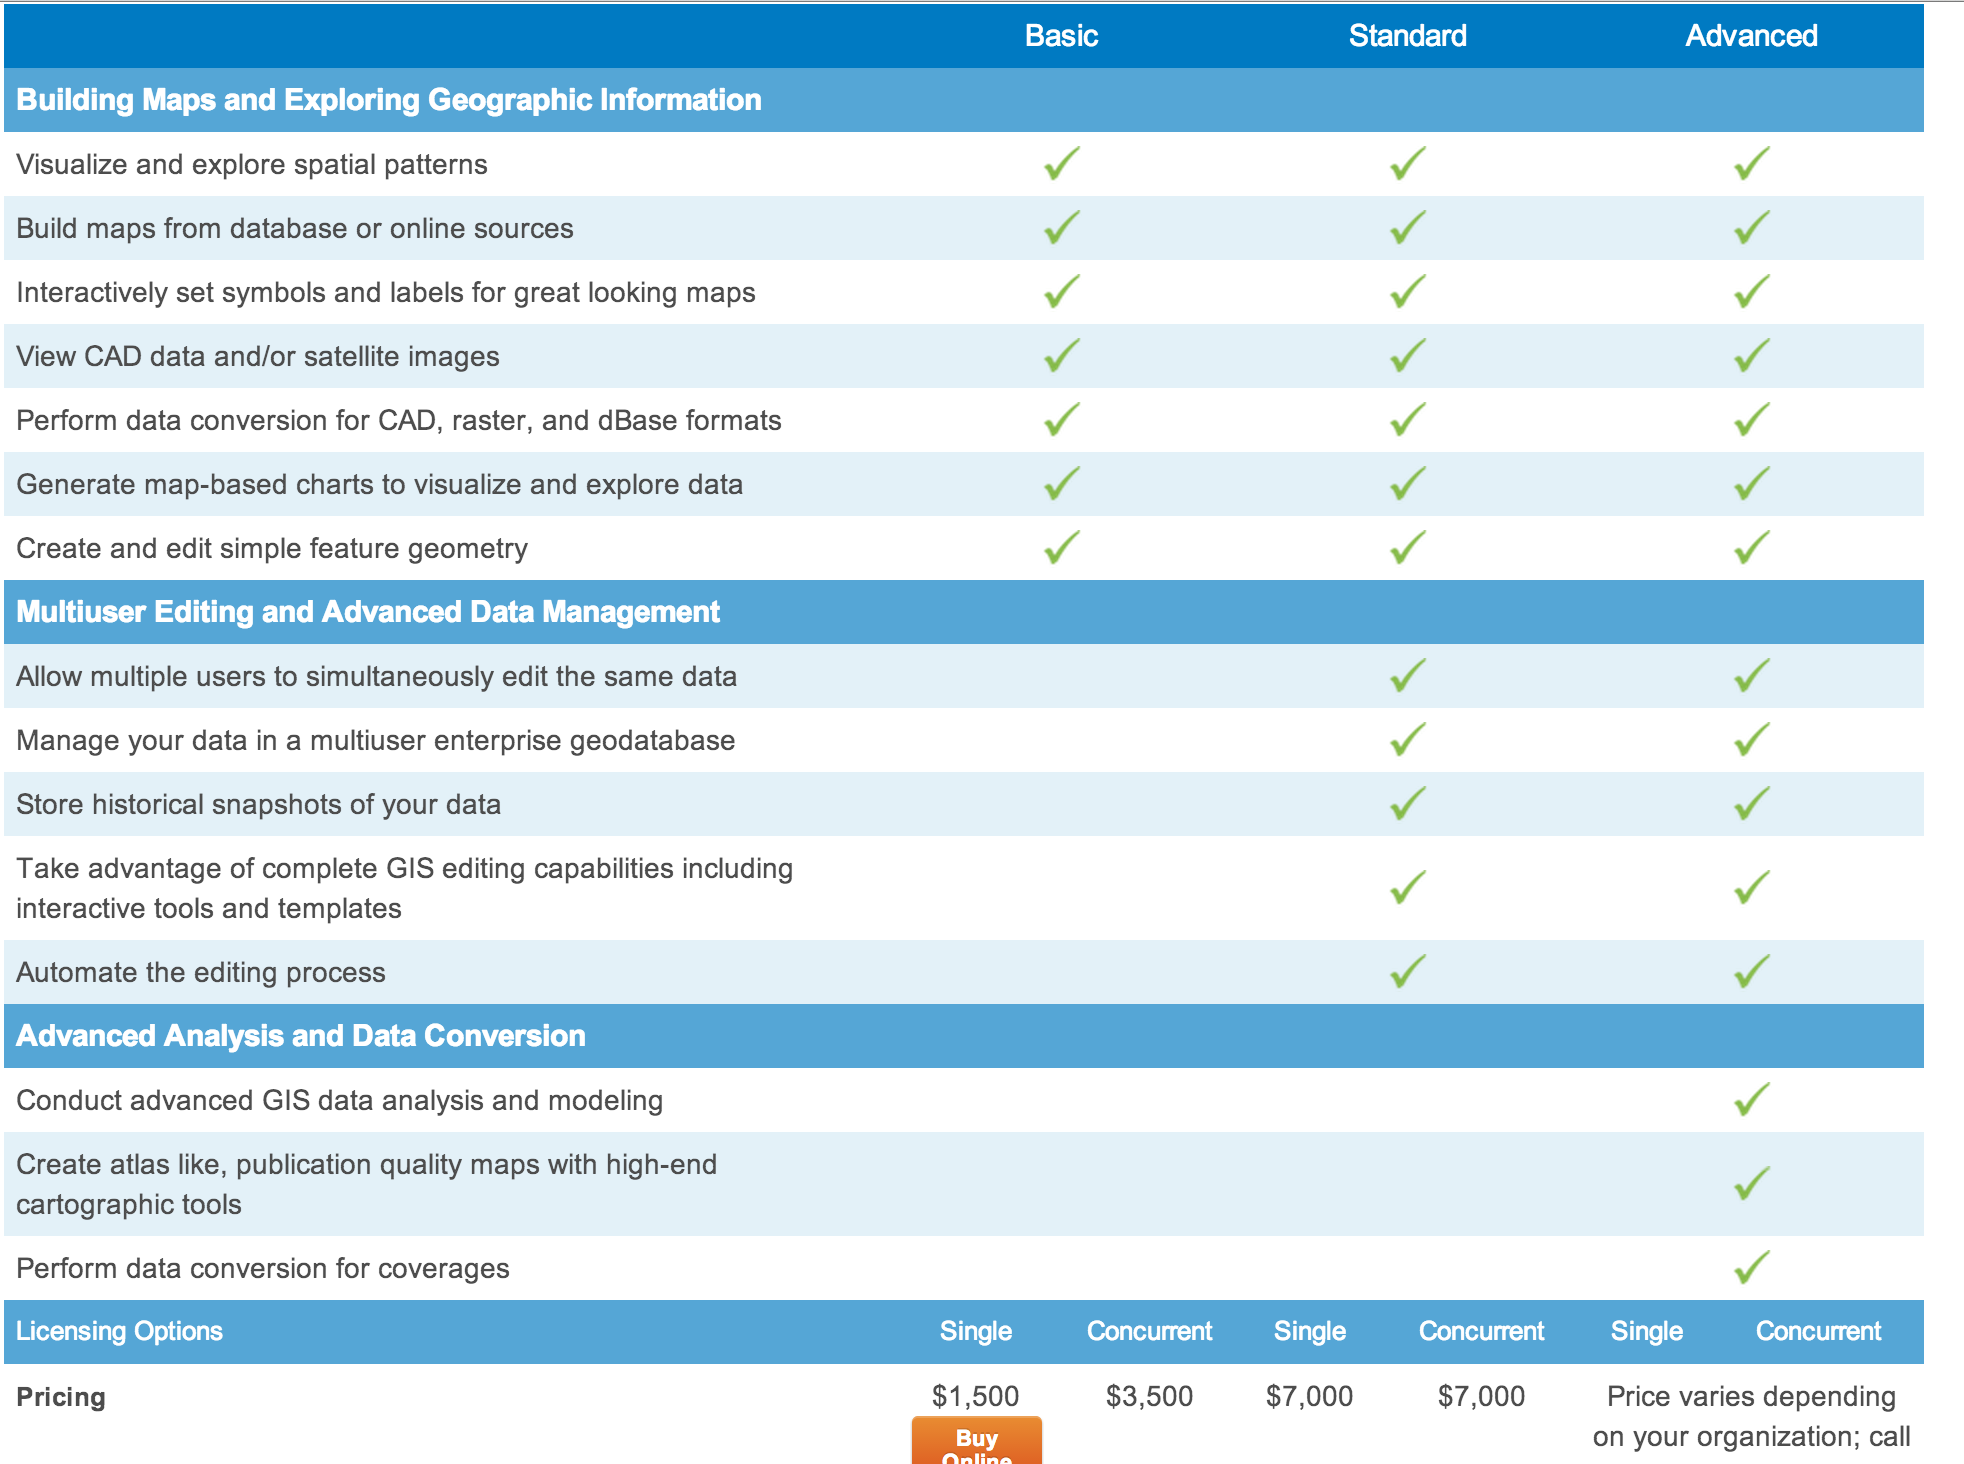 Basic Standard Advanced
Building Maps and Exploring Geographic Information
Visualize and explore spatial patterns
Build maps from database or online sources
Interactively set symbols and labels for great looking maps
View CAD data and/or satellite images
Perform data conversion for CAD, raster, and dBase formats
Generate map-based charts to visualize and explore data
Create and edit simple feature geometry
Multiuser Editing and Advanced Data Management
Allow multiple users to simultaneously edit the same data
Manage your data in a multiuser enterprise geodatabase
Store historical snapshots of your data
Take advantage of complete GIS editing capabilities including
interactive tools and templates
Automate the editing process
Advanced Analysis and Data Conversion
Conduct advanced GIS data analysis and modeling
Create atlas like, publication quality maps with high-end
cartographic tools
Perform data conversion for coverages
Licensing Options Single Concurrent Single Concurrent Single Concurrent
Pricing $1,500 $3,500 $7,000 $7,000 Price varies depending
on your organization; call
Buy
Online